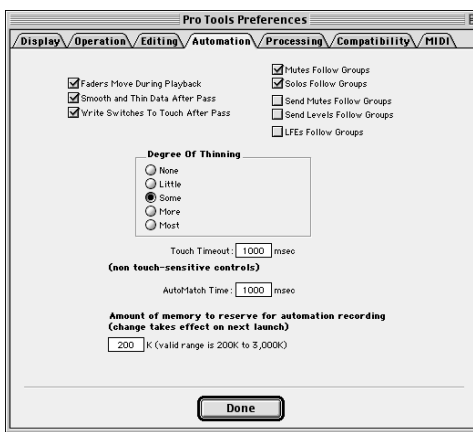 Pro Tools Preferences
Display Operation Editing Automation Processing Compatibility MIDI
Faders Move During Playback
Smooth and Thin Data After Pass
Write Switches To Touch After Pass
Mutes Follow Groups
Solos Follow Groups
Send Mutes Follow Groups
Send Levels Follow Groups
LFEs Follow Groups
Degree Of Thinning
None
Little
Some
More
Most
Touch Timeout: 1000 msec
(non touch-sensitive controls)
AutoMatch Time: 1000 msec
Amount of memory to reserve for automation recording
(change takes effect on next launch)
200 K (valid range is 200K to 3,000K)
Done